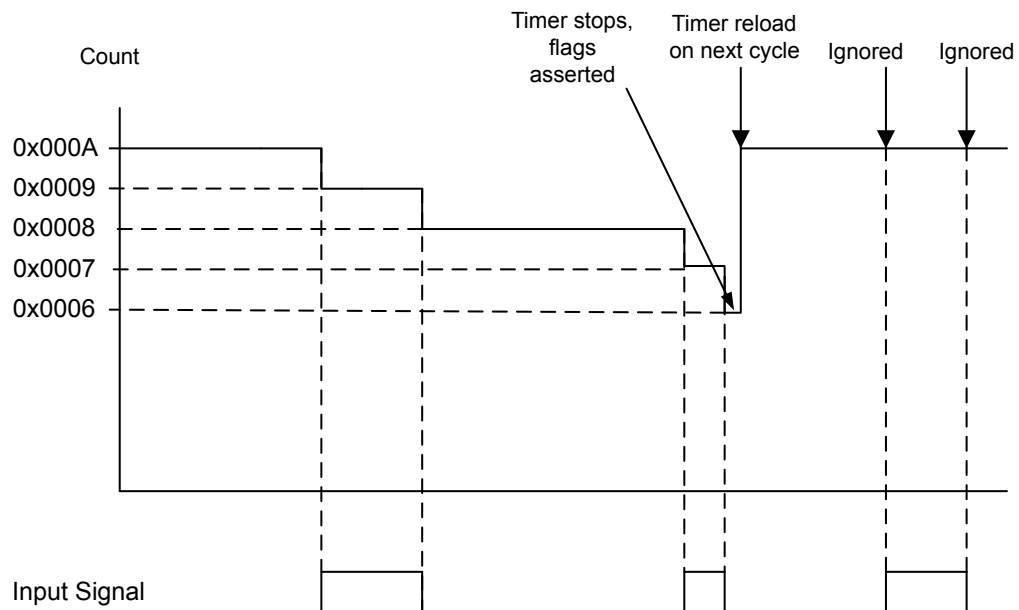 Timer stops,
flags
asserted
Timer reload
on next cycle
Ignored
Ignored
Count
0x000A
0x0009
0x0008
0x0007
0x0006
Input Signal